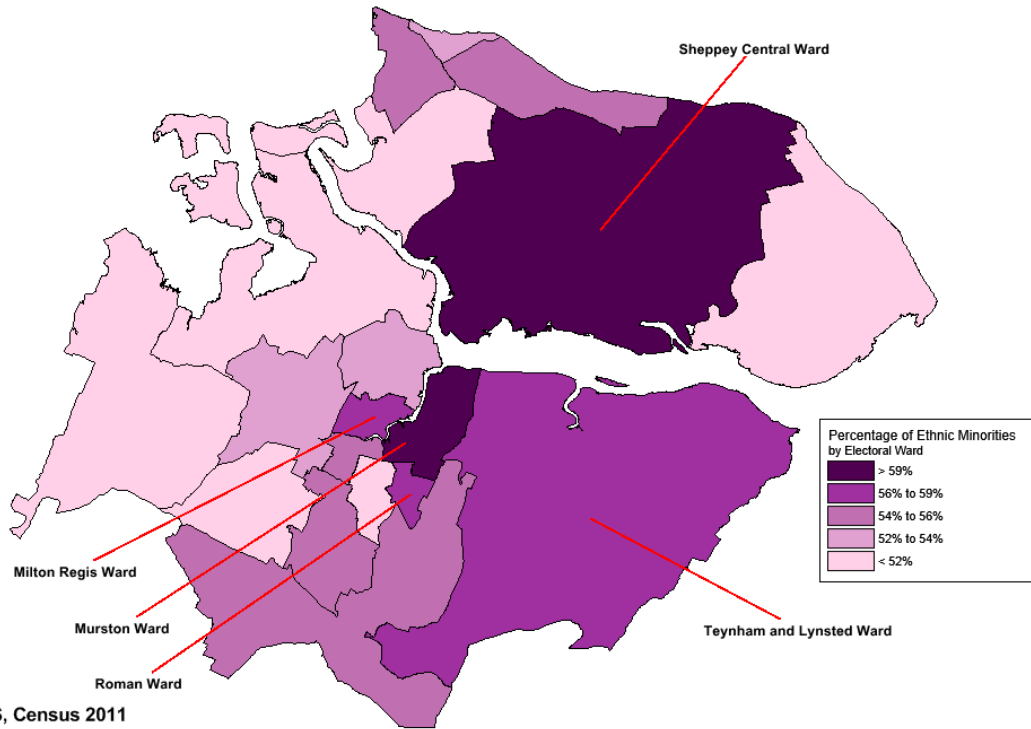 Sheppey Central Ward
Percentage of Ethnic Minorities
by Electoral Ward
> 59%
56% to 59%
54% to 56%
52% to 54%
< 52%
Milton Regis Ward
Murston Ward
Teynham and Lynsted Ward
Roman Ward
, Census 2011